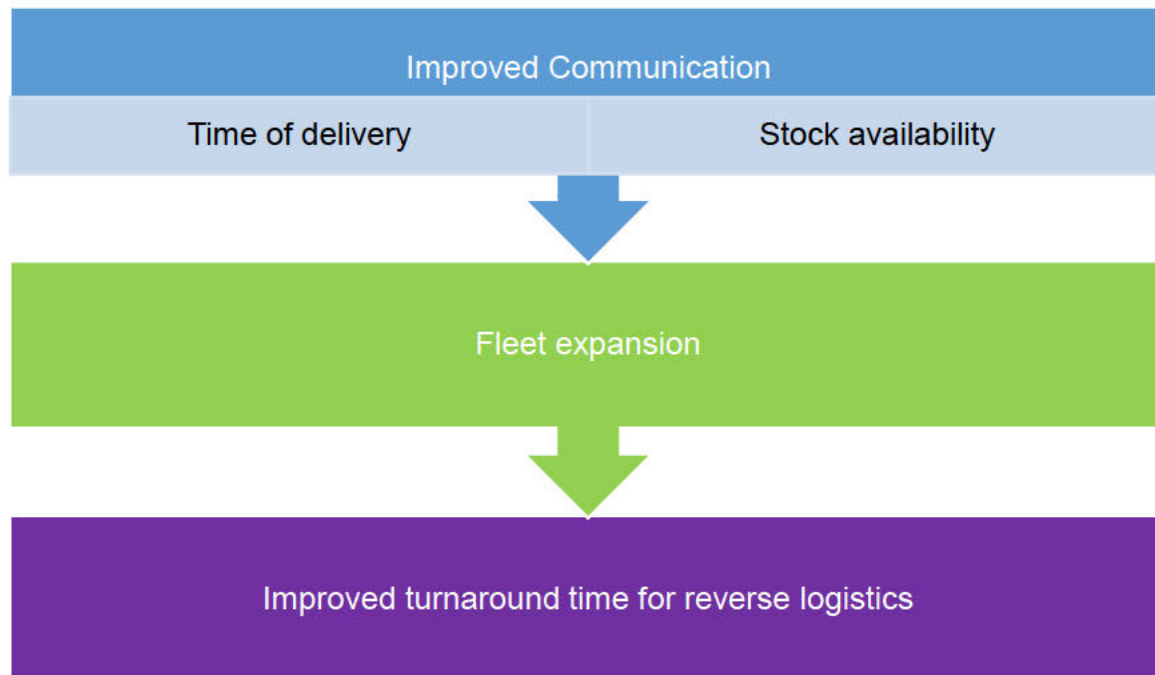 Improved Communication
Time of delivery
Stock availability
Fleet expansion
Improved turnaround time for reverse logistics